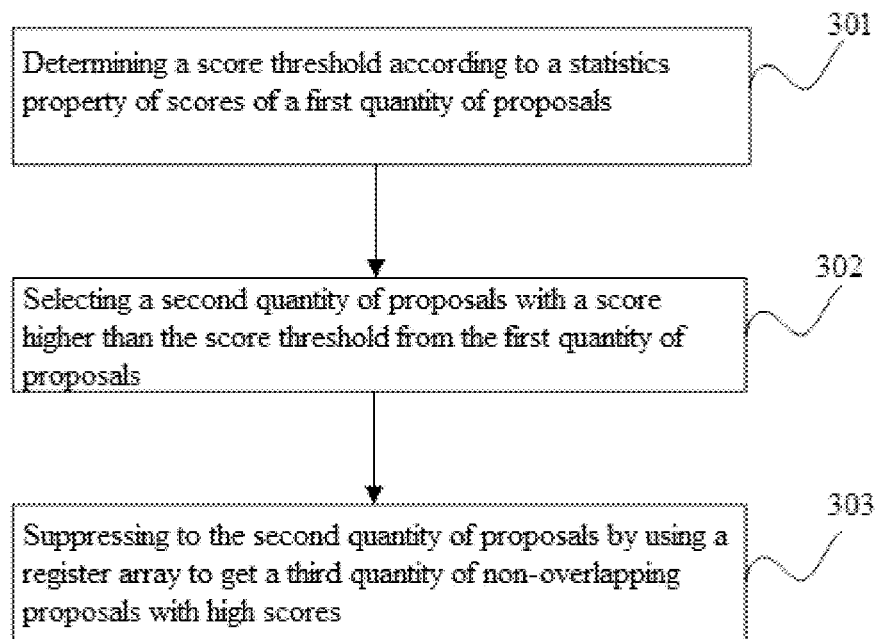 301
Determining a score threshold according to a statistics
property of scores of a first quantity of proposals
302
Selecting a second quantity of proposals with a score
higher than the score threshold from the first quantity of
proposals
303
Suppressing to the second quantity of proposals by using a
register array to get a third quantity of non-overlapping
proposals with high scores